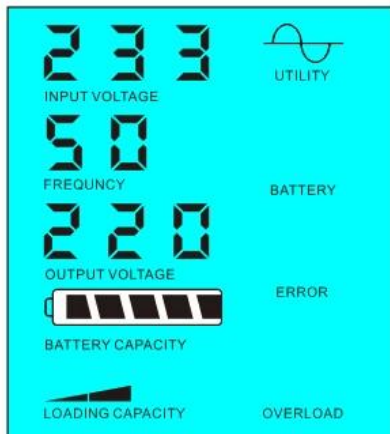 233
UTILITY
INPUT VOLTAGE
50
FREQUNCY
BATTERY
220
OUTPUT VOLTAGE
ERROR
BATTERY CAPACITY
LOADING CAPACITY
OVERLOAD